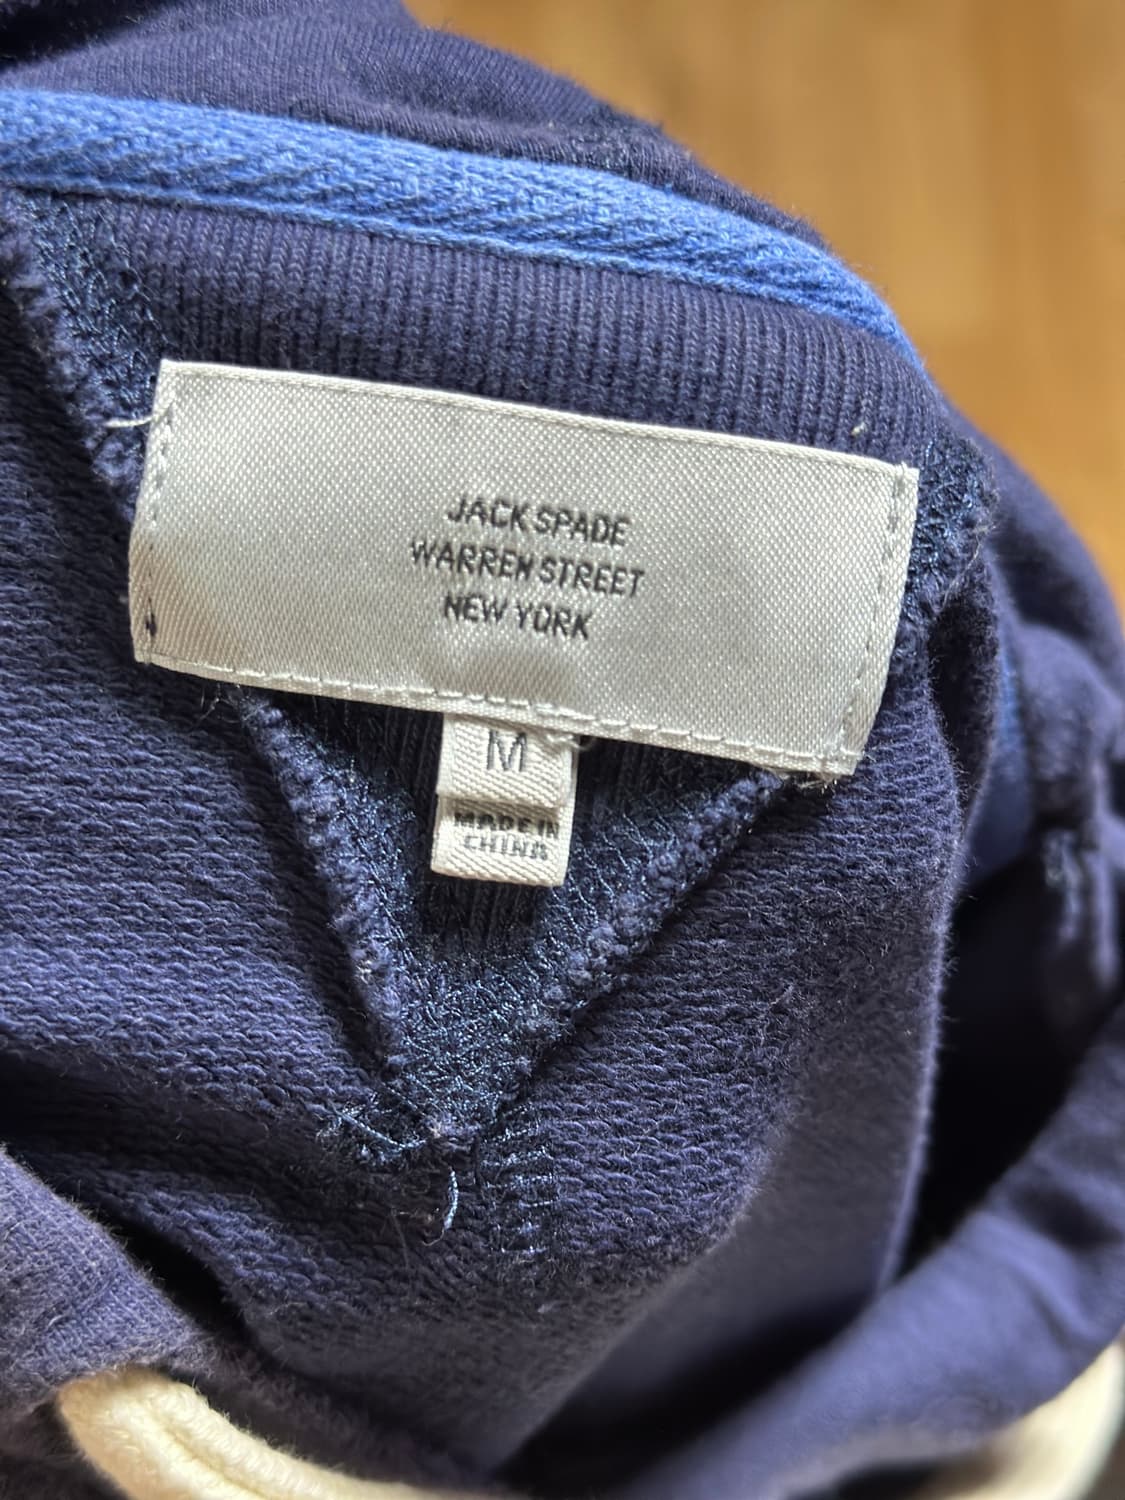 JACK SPADE
WARREN STREET
NEW YORK
M
MADE IN
CHINA